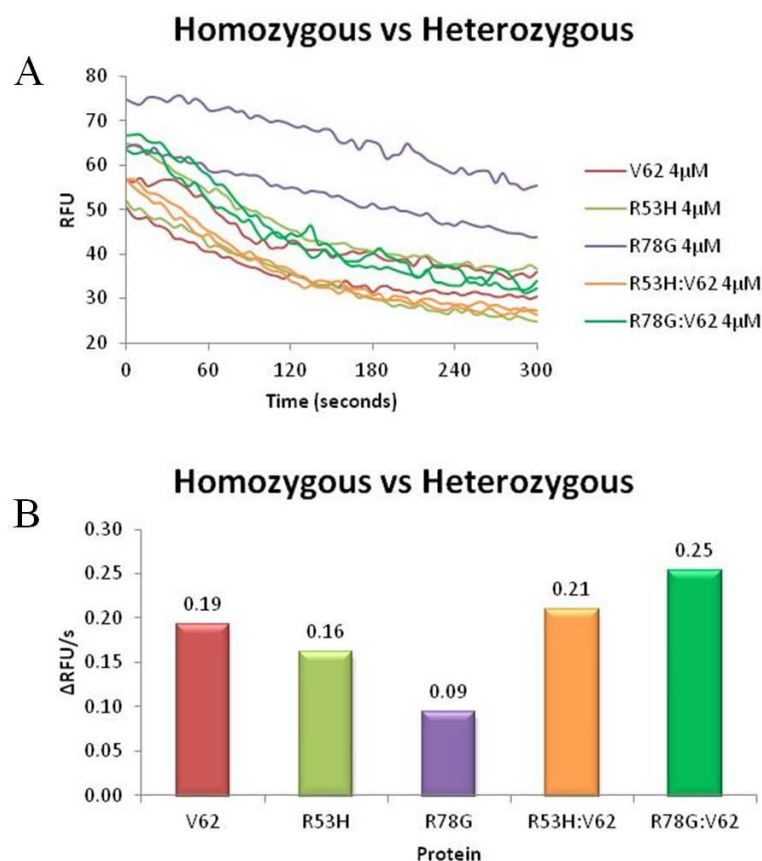 Homozygous vs Heterozygous
A
80
70
60
50
40
30
20
RFU
0 60 120 180 240 300
Time (seconds)
V62 4µM
R53H 4µM
R78G 4µM
R53H:V62 4µM
R78G:V62 4µM
Homozygous vs Heterozygous
B
0.30
0.25
0.20
0.15
0.10
0.05
0.00
ΔRFU/s
0.19
0.16
0.09
0.21
0.25
V62 R53H R78G R53H:V62 R78G:V62
Protein